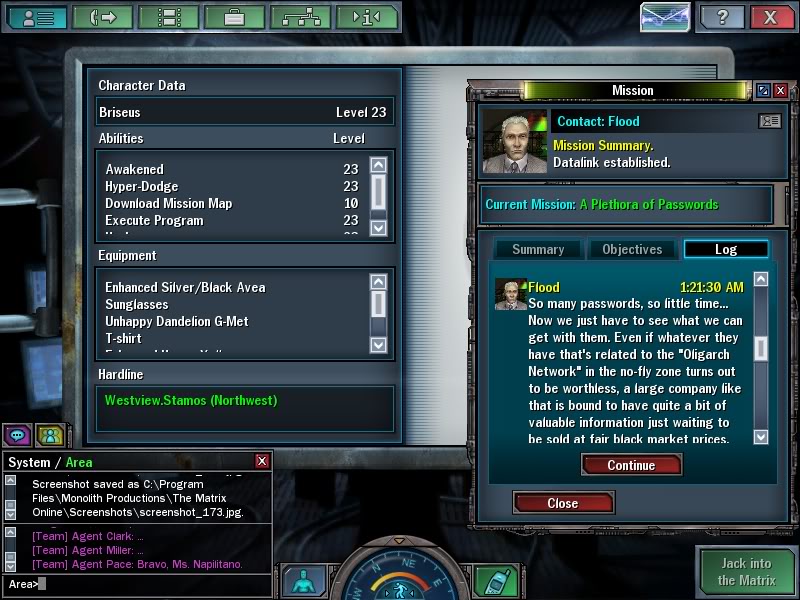 ?
X
Character Data
Briseus Level 23
Abilities Level
Awakened 23
Hyper-Dodge 23
Download Mission Map 10
Execute Program 23
Equipment
Enhanced Silver/Black Avea
Sunglasses
Unhappy Dandelion G-Met
T-shirt
Hardline
Westview.Stamos (Northwest)
Mission
Contact: Flood
Mission Summary.
Datalink established.
Current Mission: A Plethora of Passwords
Summary Objectives Log
Flood 1:21:30 AM
So many passwords, so little time...
Now we just have to see what we can
get with them. Even if whatever they
have that's related to the "Oligarch
Network" in the no-fly zone turns out
to be worthless, a large company like
that is bound to have quite a bit of
valuable information just waiting to
be sold at fair black market prices.
Continue
Close
System / Area
Screenshot saved as C:\Program
Files\Monolith Productions\The Matrix
Online\Screenshots\screenshot_173.jpg.
[Team] Agent Clark: ...
[Team] Agent Miller: ...
[Team] Agent Pace: Bravo, Ms. Napilitano.
Area>
NW
NE
E
Jack into
the Matrix